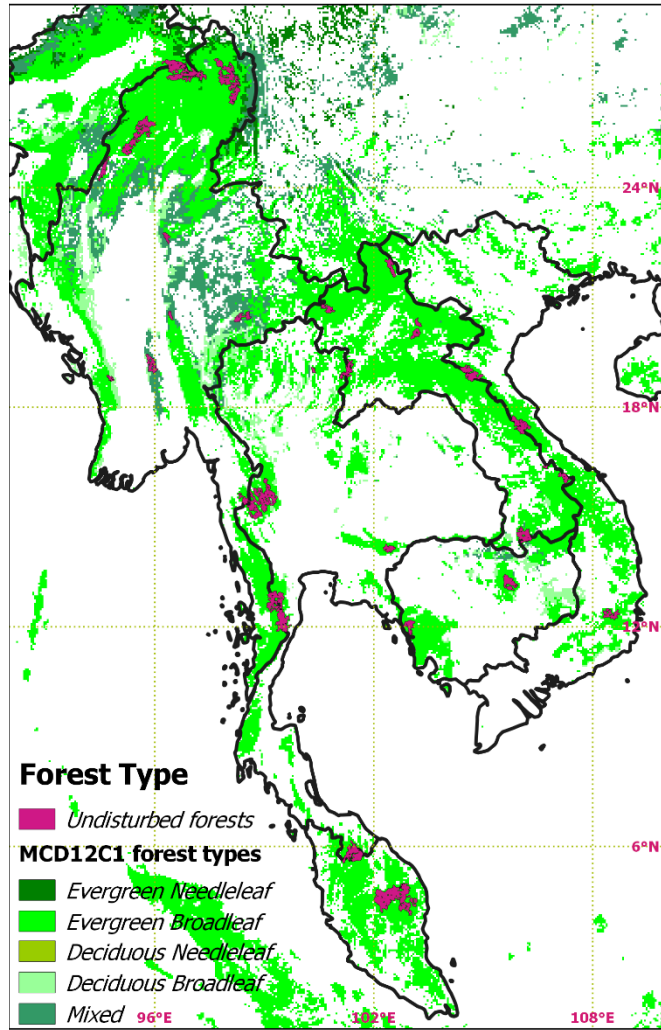 24°N
18°N
12°N
Forest Type
Undisturbed forests
MCD12C1 forest types
6°N
Evergreen Needleleaf
Evergreen Broadleaf
Deciduous Needleleaf
Deciduous Broadleaf
Mixed
96°E
102°E
108°E